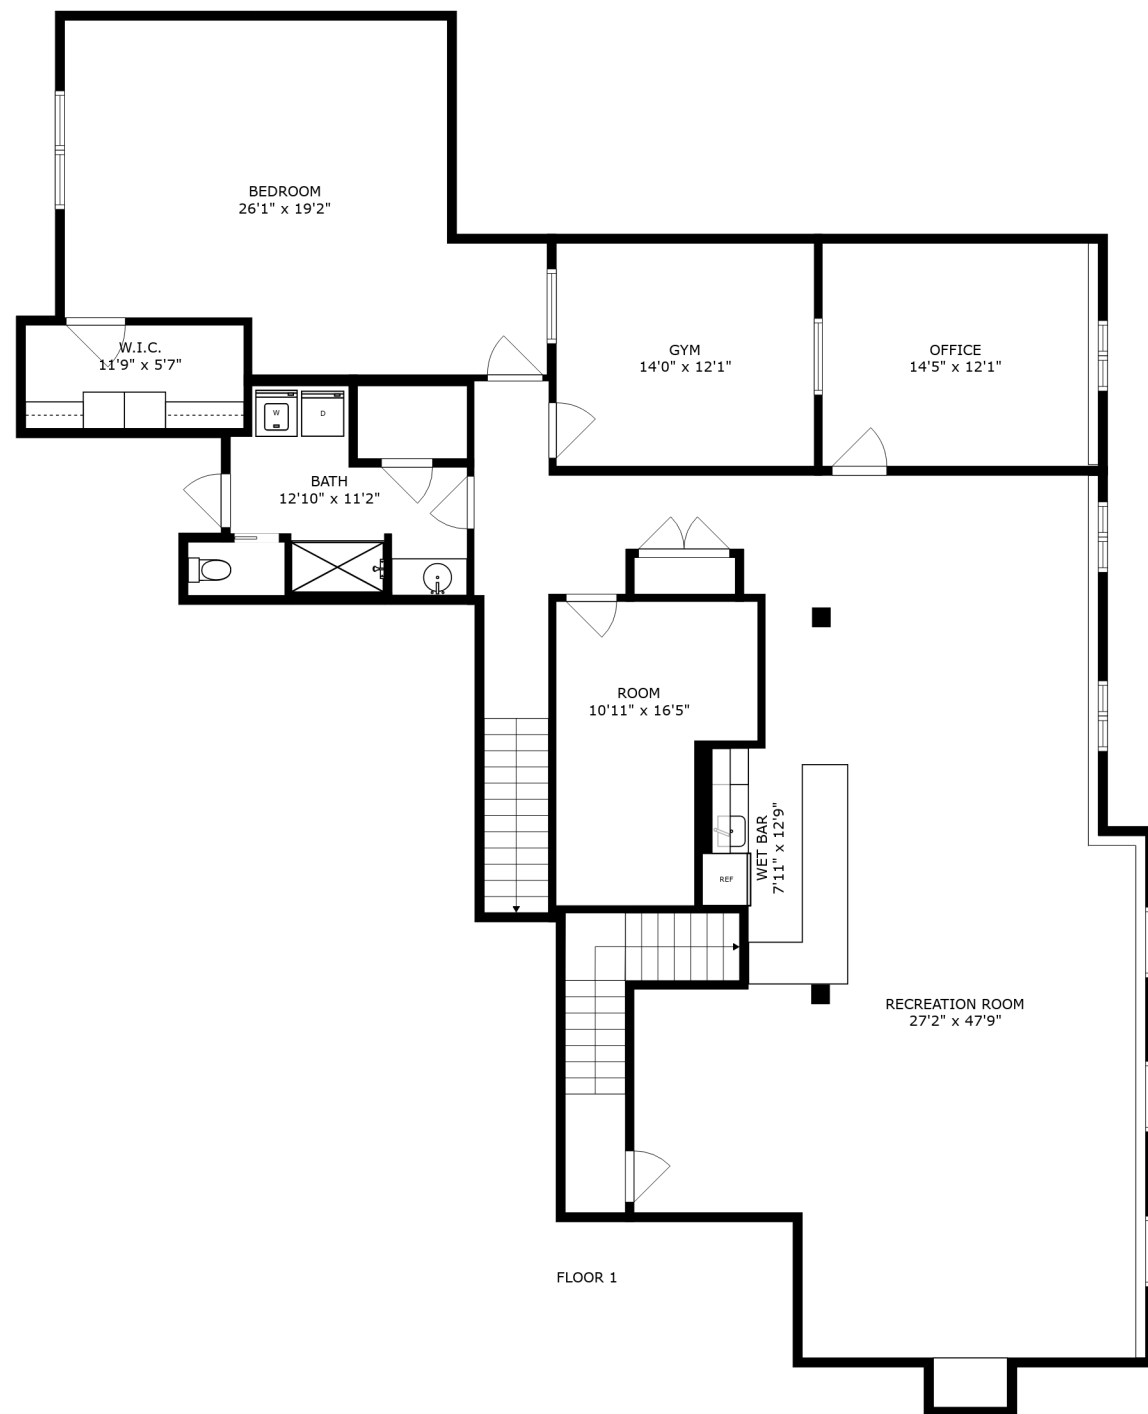 BEDROOM
26'1" x 19'2"
W.I.C.
11'9" x 5'7"
GYM
14'0" x 12'1"
OFFICE
14'5" x 12'1"
W
D
BATH
12'10" x 11'2"
ROOM
10'11" x 16'5"
WET BAR
7'11" x 12'9"
REF
RECREATION ROOM
27'2" x 47'9"
FLOOR 1